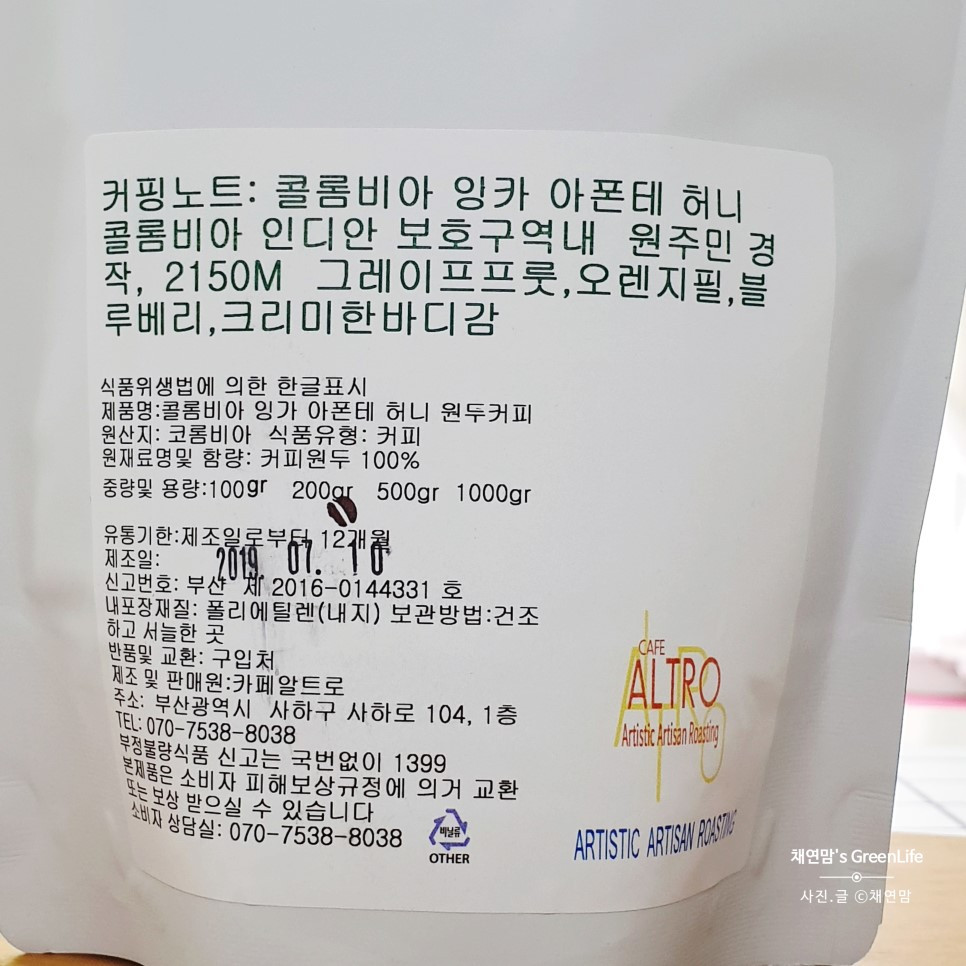 커핑노트: 콜롬비아 잉카 아폰테 허니
콜롬비아 인디안 보호구역내 원주민 경
작, 2150M 그레이프프룻,오렌지필,블
루베리,크리미한바디감
식품위생법에 의한 한글표시
제품명:콜롬비아 잉가 아폰테 허니 원두커피
원산지: 코롬비아 식품유형: 커피
원재료명및 함량: 커피원두 100%
중량및 용량:100gr 200gr 500gr 1000gr
유통기한:제조일로부터 12개월
제조일: 2019. 07. 10
신고번호: 부산 제 2016-0144331 호
내포장재질: 폴리에틸렌(내지) 보관방법:건조
하고 서늘한 곳
반품및 교환: 구입처
제조 및 판매원:카페알트로
주소: 부산광역시 사하구 사하로 104, 1층
TEL: 070-7538-8038
부정불량식품 신고는 국번없이 1399
본제품은 소비자 피해보상규정에 의거 교환
또는 보상 받으실 수 있습니다
소비자 상담실: 070-7538-8038
비닐류
OTHER
CAFE
ALTRO
Artistic Artisan Roasting
ARTISTIC ARTISAN ROASTING
채연맘's GreenLife
사진.글 ©채연맘